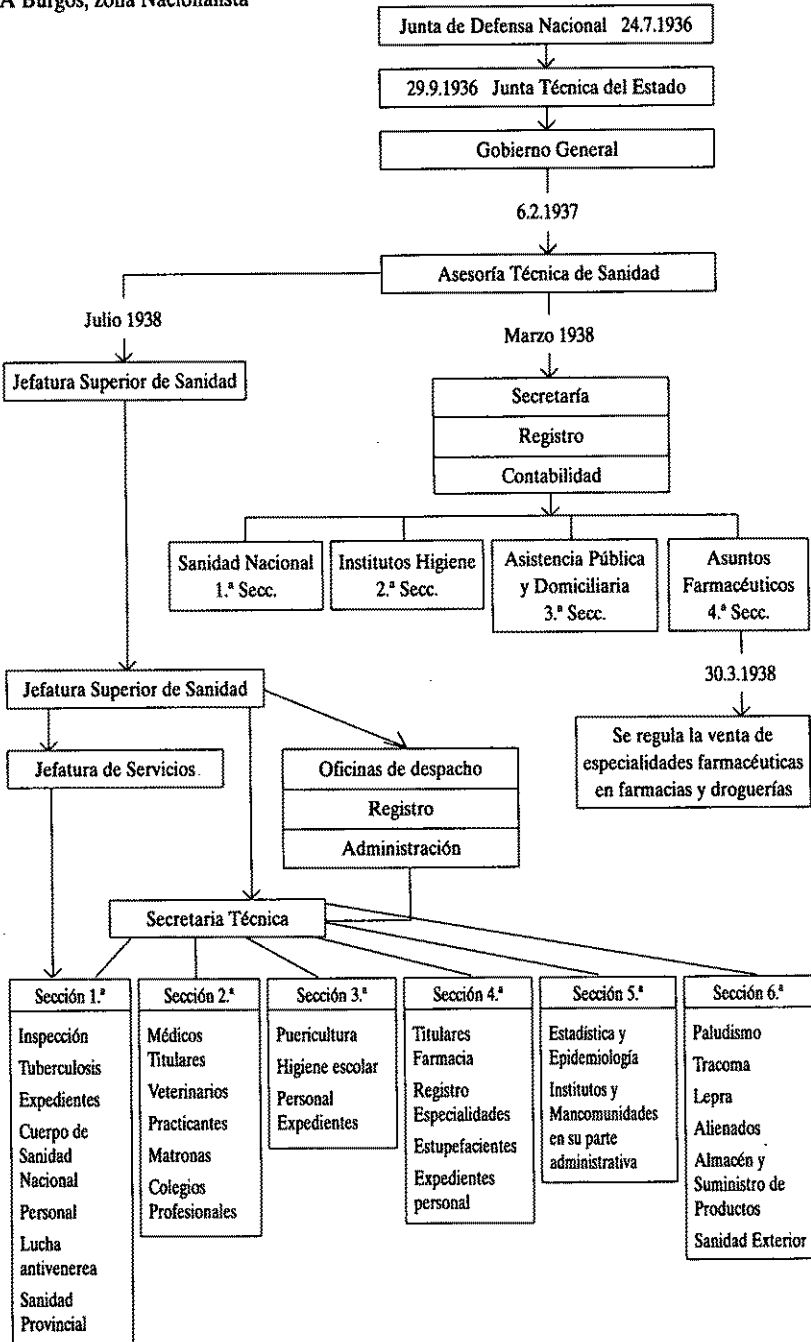 A Burgos, zona Nacionalista
Junta de Defensa Nacional 24.7.1936
29.9.1936 Junta Técnica del Estado
Gobierno General
6.2.1937
Asesoría Técnica de Sanidad
Julio 1938
Marzo 1938
Jefatura Superior de Sanidad
Secretaría
Registro
Contabilidad
Sanidad Nacional
1.ª Secc.
Institutos Higiene
2.ª Secc.
Asistencia Pública
y Domiciliaria
3.ª Secc.
Asuntos
Farmacéuticos
4.ª Secc.
30.3.1938
Se regula la venta de
especialidades farmacéuticas
en farmacias y droguerías
Jefatura Superior de Sanidad
Jefatura de Servicios
Oficinas de despacho
Registro
Administración
Secretaria Técnica
Sección 1.ª
Inspección
Tuberculosis
Expedientes
Cuerpo de
Sanidad
Nacional
Personal
Lucha
antivenerea
Sanidad
Provincial
Sección 2.ª
Médicos
Titulares
Veterinarios
Practicantes
Matronas
Colegios
Profesionales
Sección 3.ª
Puericultura
Higiene escolar
Personal
Expedientes
Sección 4.ª
Titulares
Farmacia
Registro
Especialidades
Estupefacientes
Expedientes
personal
Sección 5.ª
Estadística y
Epidemiología
Institutos y
Mancomunidades
en su parte
administrativa
Sección 6.ª
Paludismo
Tracoma
Lepra
Alienados
Almacén y
Suministro de
Productos
Sanidad Exterior